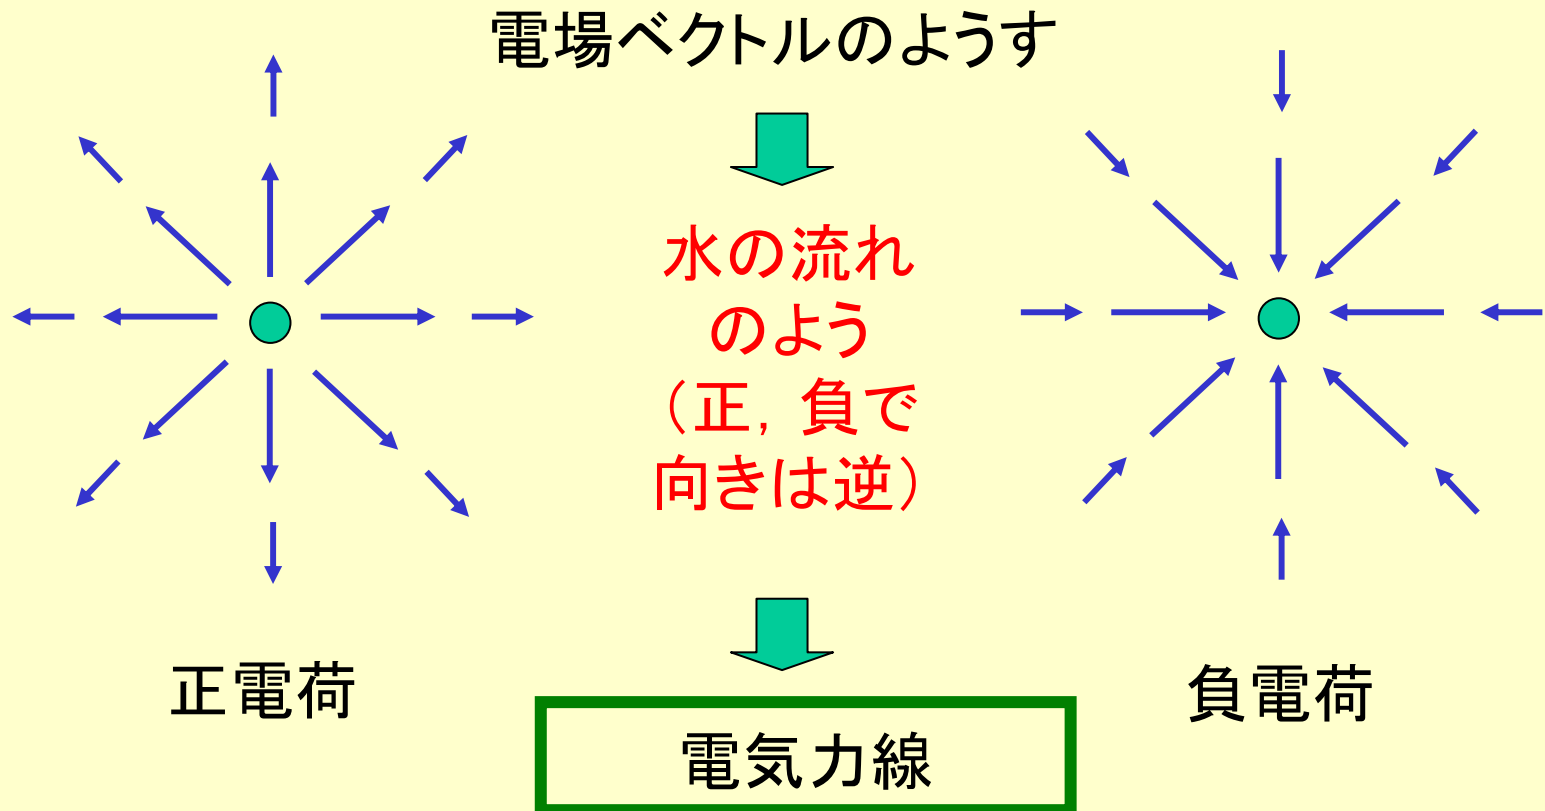 電場ベクトルのようす
水の流れ
のよう
（正，負で
向きは逆）
正電荷
負電荷
電気力線